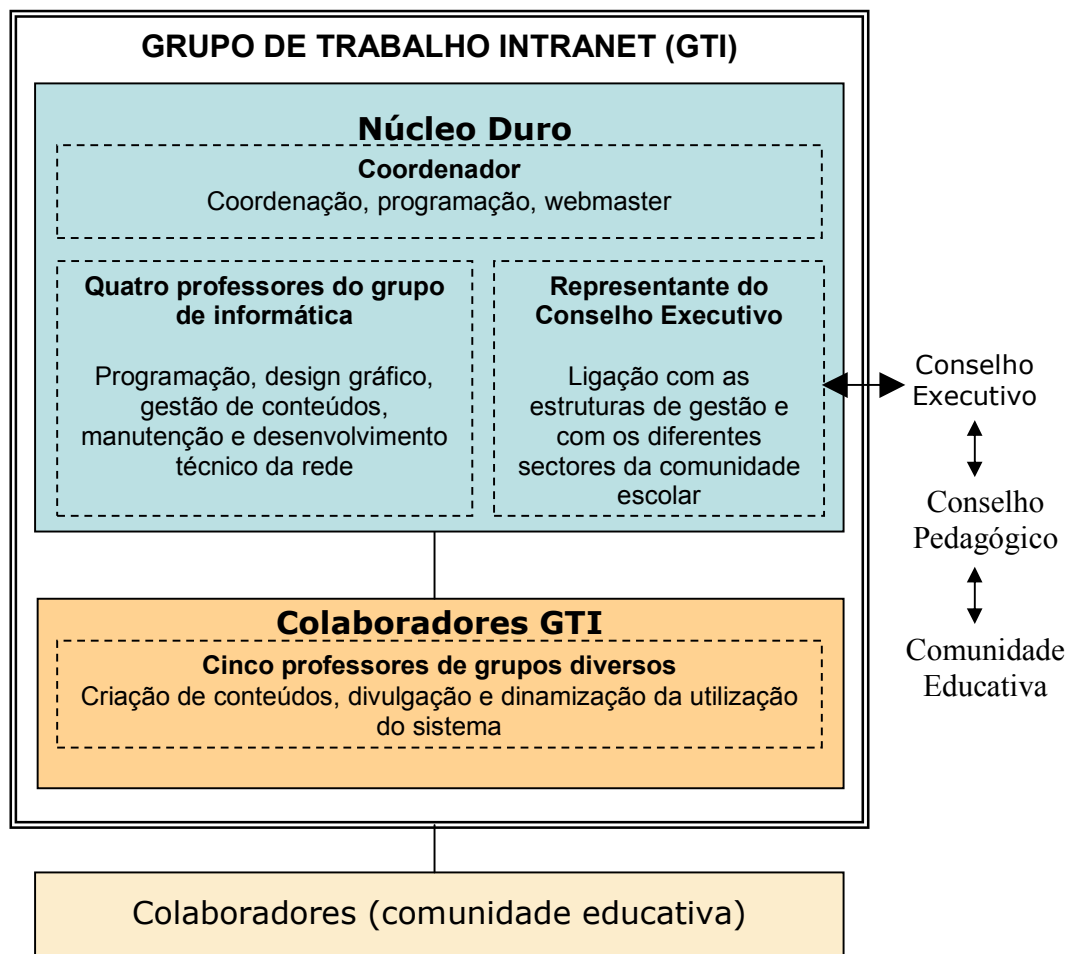 GRUPO DE TRABALHO INTRANET (GTI)
Núcleo Duro
Coordenador
Coordenação, programação, webmaster
Quatro professores do grupo
de informática
Programação, design gráfico,
gestão de conteúdos,
manutenção e desenvolvimento
técnico da rede
Representante do
Conselho Executivo
Ligação com as
estruturas de gestão e
com os diferentes
sectores da comunidade
escolar
Conselho
Executivo
Conselho
Pedagógico
Comunidade
Educativa
Colaboradores GTI
Cinco professores de grupos diversos
Criação de conteúdos, divulgação e dinamização da utilização
do sistema
Colaboradores (comunidade educativa)